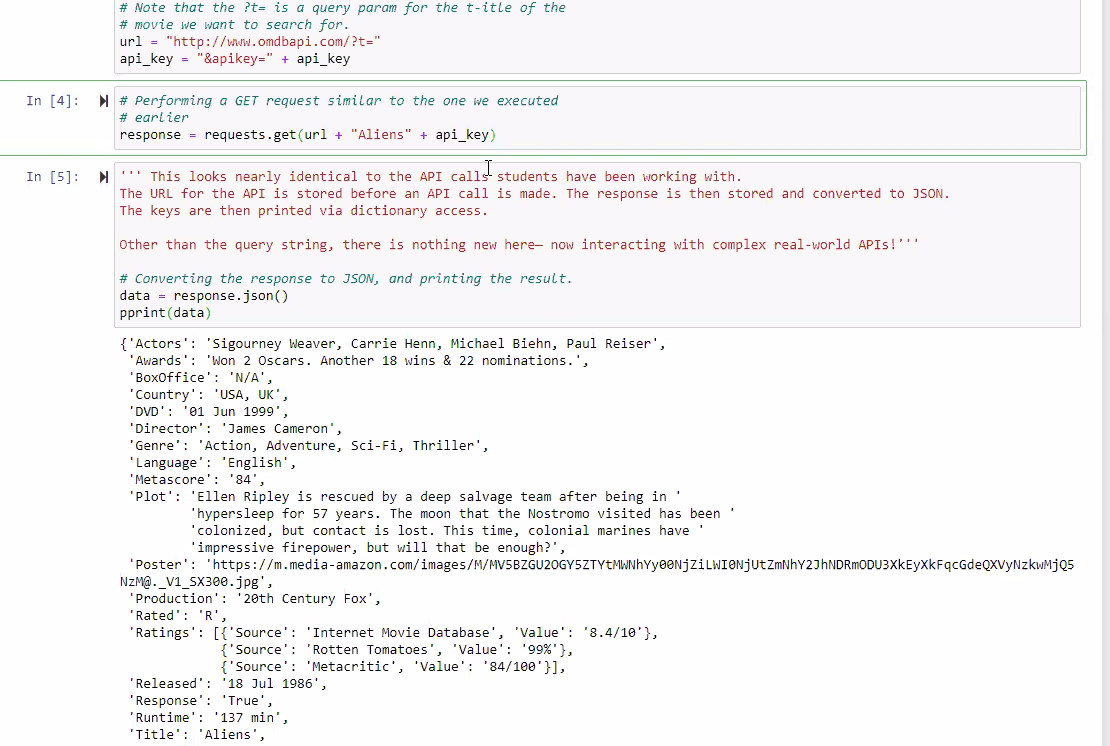 # Note that the ?t= is a query param for the t-itle of the
# movie we want to search for.
url = "http://www.omdbapi.com/?t="
api_key = "&apikey=" + api_key
In [4]:
# Performing a GET request similar to the one we executed
# earlier
response = requests.get(url + "Aliens" + api_key)
In [5]:
''' This looks nearly identical to the API calls students have been working with.
The URL for the API is stored before an API call is made. The response is then stored and converted to JSON.
The keys are then printed via dictionary access.
Other than the query string, there is nothing new here— now interacting with complex real-world APIs!'''
# Converting the response to JSON, and printing the result.
data = response.json()
pprint(data)
{'Actors': 'Sigourney Weaver, Carrie Henn, Michael Biehn, Paul Reiser',
'Awards': 'Won 2 Oscars. Another 18 wins & 22 nominations.',
'BoxOffice': 'N/A',
'Country': 'USA, UK',
'DVD': '01 Jun 1999',
'Director': 'James Cameron',
'Genre': 'Action, Adventure, Sci-Fi, Thriller',
'Language': 'English',
'Metascore': '84',
'Plot': 'Ellen Ripley is rescued by a deep salvage team after being in '
'hypersleep for 57 years. The moon that the Nostromo visited has been '
'colonized, but contact is lost. This time, colonial marines have '
'impressive firepower, but will that be enough?',
'Poster': 'https://m.media-amazon.com/images/M/MV5BZGU2OGY5ZTYtMWNhYy00NjZiLWI0NjUtZmNhY2JhNDRmODU3XkEyXkFqcGdeQXVyNzkwMjQ5
NzM@._V1_SX300.jpg',
'Production': '20th Century Fox',
'Rated': 'R',
'Ratings': [{'Source': 'Internet Movie Database', 'Value': '8.4/10'},
{'Source': 'Rotten Tomatoes', 'Value': '99%'},
{'Source': 'Metacritic', 'Value': '84/100'}],
'Released': '18 Jul 1986',
'Response': 'True',
'Runtime': '137 min',
'Title': 'Aliens',